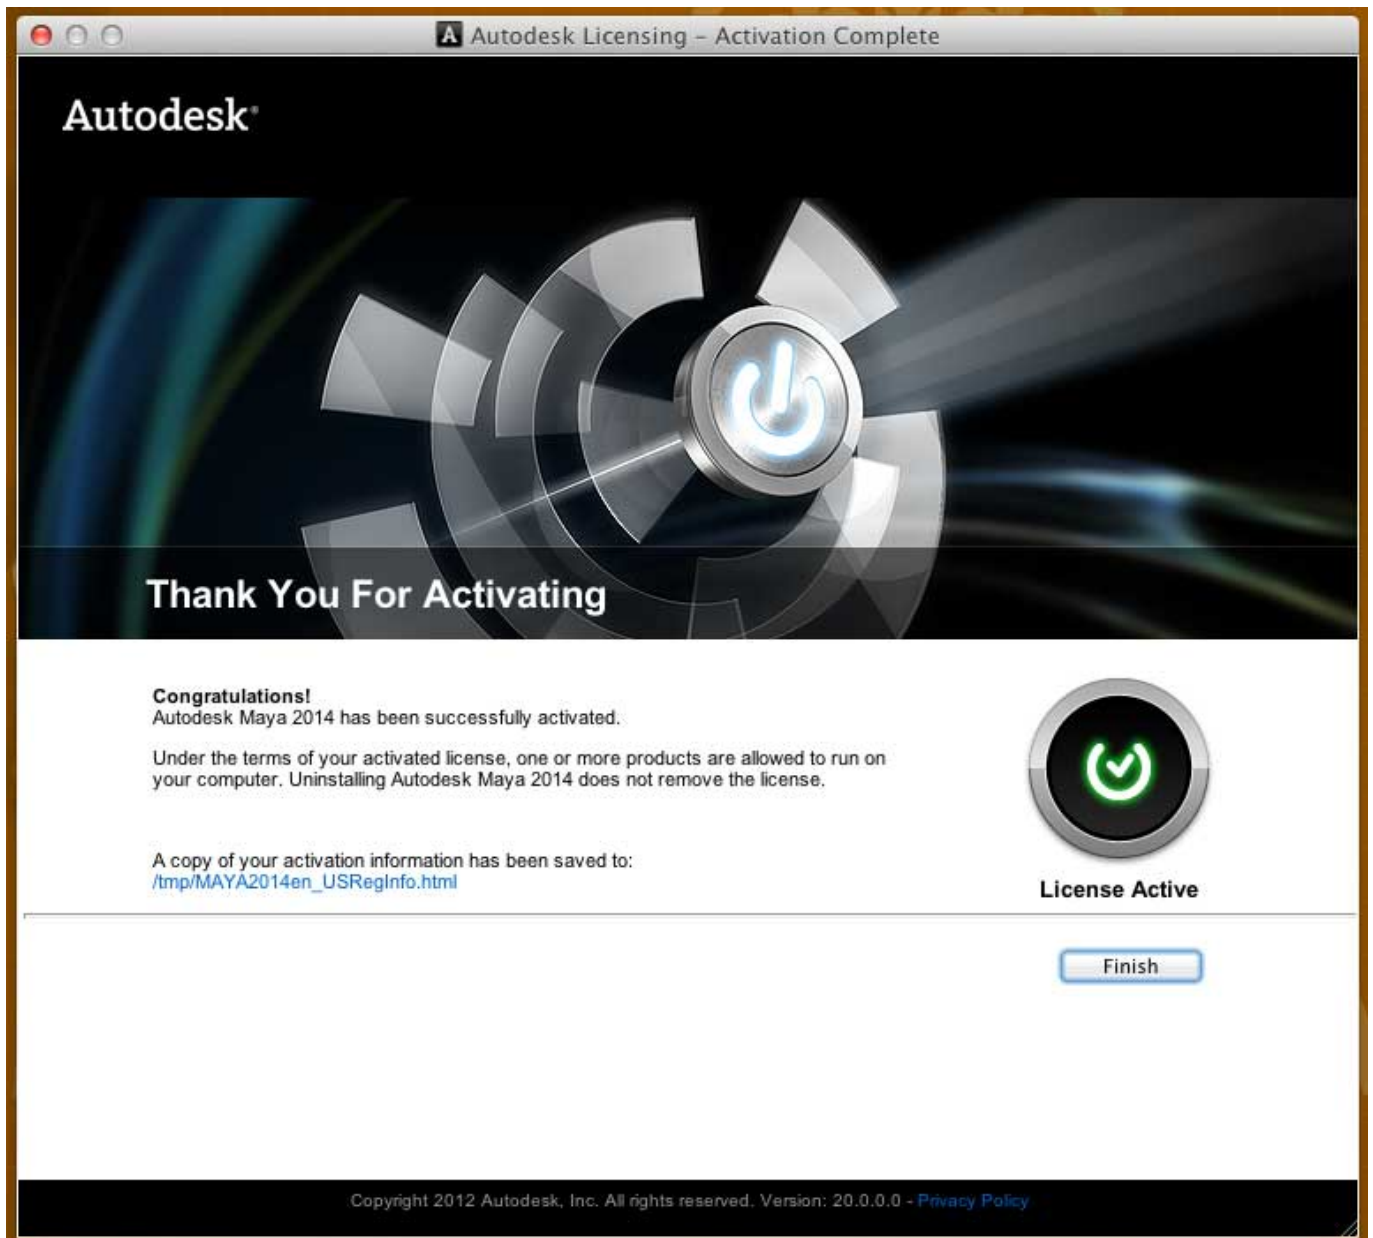 Autodesk Licensing – Activation Complete
Autodesk®
Thank You For Activating
Congratulations!
Autodesk Maya 2014 has been successfully activated.
Under the terms of your activated license, one or more products are allowed to run on
your computer. Uninstalling Autodesk Maya 2014 does not remove the license.
A copy of your activation information has been saved to:
/tmp/MAYA2014en_USRegInfo.html
License Active
Finish
Copyright 2012 Autodesk, Inc. All rights reserved. Version: 20.0.0.0 - Privacy Policy